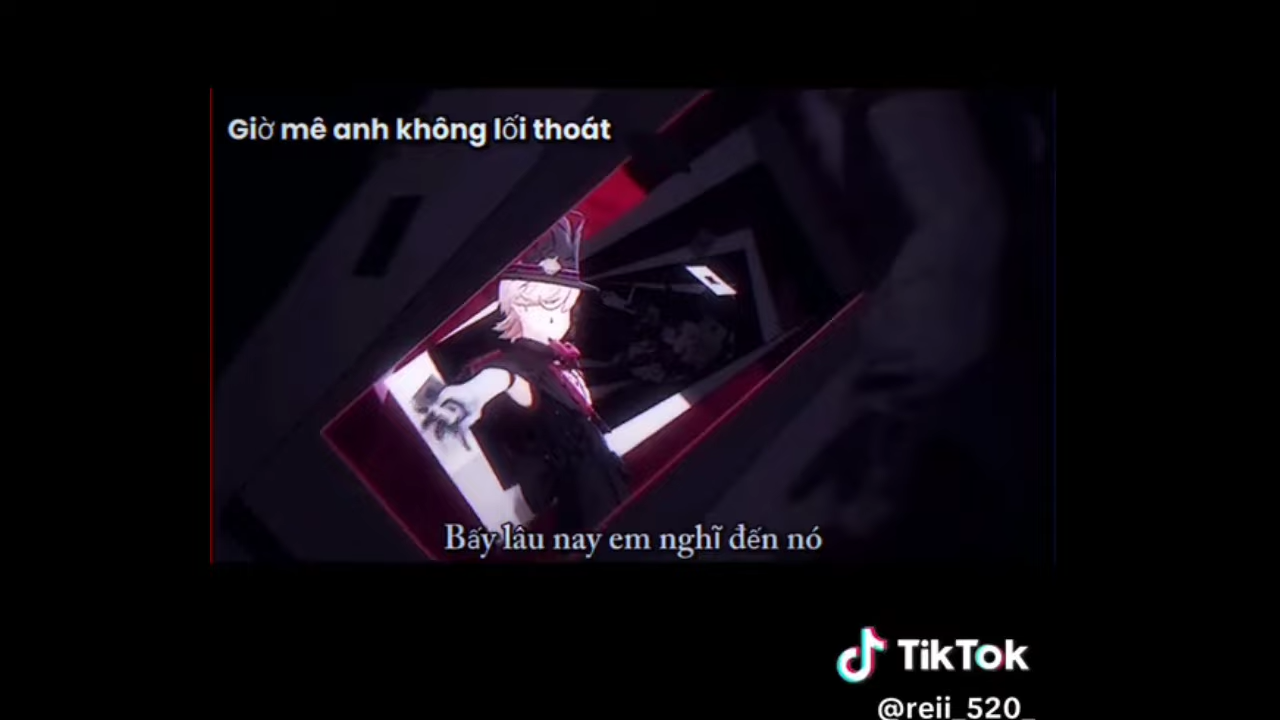 Giờ mê anh không lối thoát
Bấy lâu nay em nghĩ đến nó
TikTok
@reii_520_